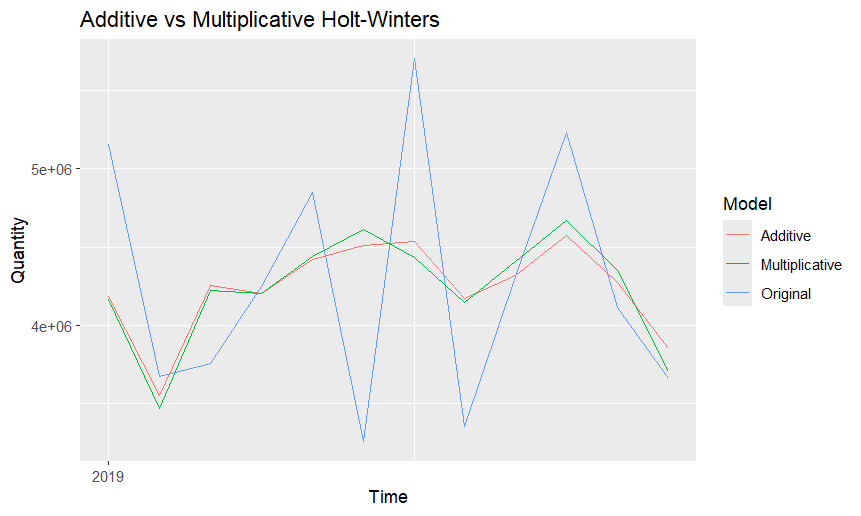 Additive vs Multiplicative Holt-Winters
5e+06
4e+06
Quantity
2019
Time
Model
Additive
Multiplicative
Original